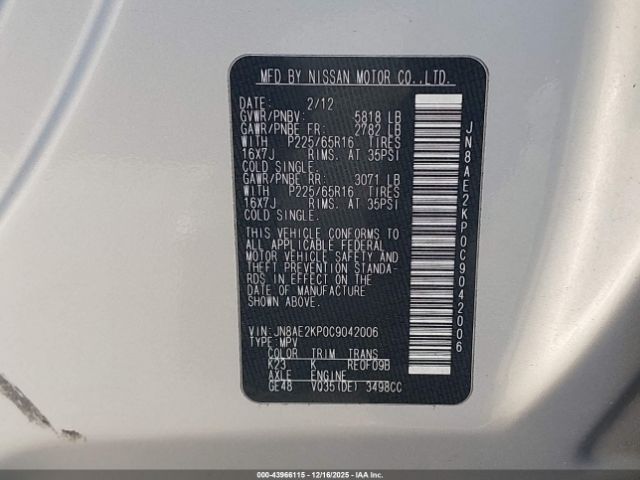 MFD BY NISSAN MOTOR CO.,LTD.
DATE: 2/12
GVWR/PNBV: 5818 LB
GAWR/PNBE FR: 2782 LB
WITH P225/65R16 TIRES
16X7J RIMS. AT 35PSI
COLD SINGLE.
GAWR/PNBE RR: 3071 LB
WITH P225/65R16 TIRES
16X7J RIMS. AT 35PSI
COLD SINGLE.
THIS VEHICLE CONFORMS TO
ALL APPLICABLE FEDERAL
MOTOR VEHICLE SAFETY AND
THEFT PREVENTION STANDA-
RDS IN EFFECT ON THE
DATE OF MANUFACTURE
SHOWN ABOVE.
VIN: JN8AE2KP0C9042006
TYPE: MPV
COLOR TRIM TRANS
K23 K RE0F09B
AXLE ENGINE
GE48 VQ35(DE) 3498CC
JN8AE2KP0C9042006
000-43966115 - 12/16/2025 - IAAI.COM